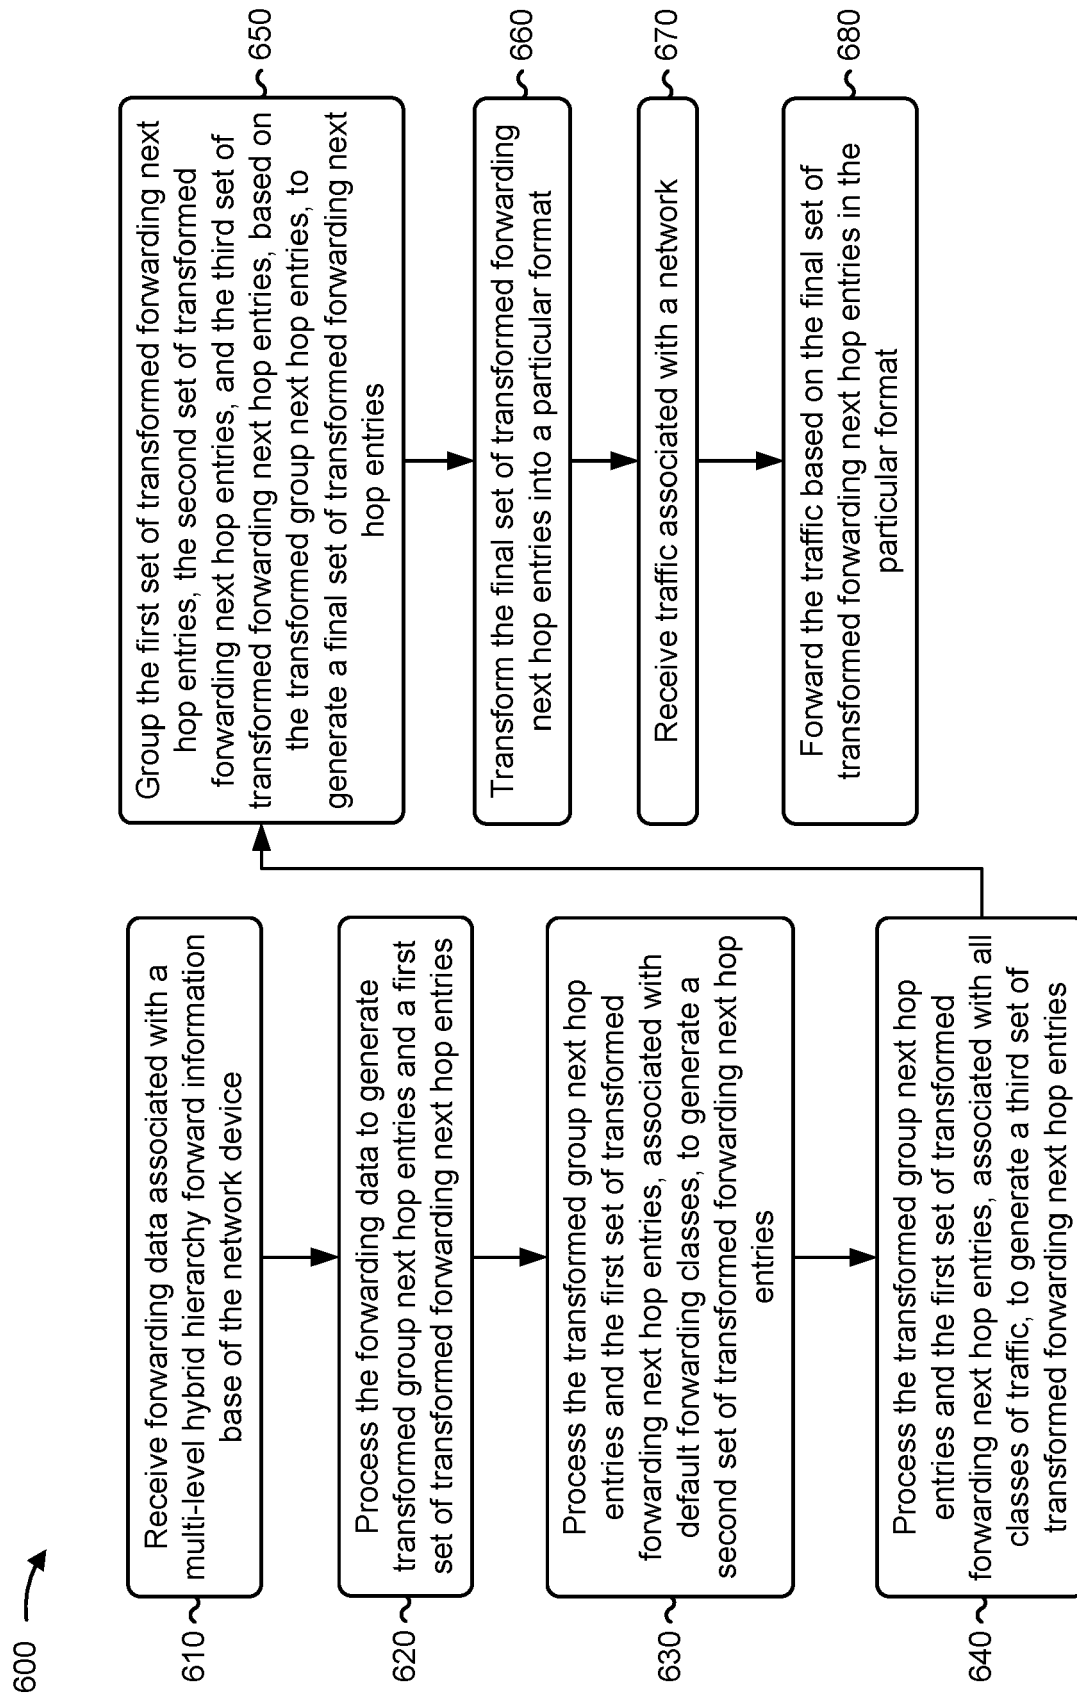 600
610
Receive forwarding data associated with a
multi-level hybrid hierarchy forward information
base of the network device
620
Process the forwarding data to generate
transformed group next hop entries and a first
set of transformed forwarding next hop entries
630
Process the transformed group next hop
entries and the first set of transformed
forwarding next hop entries, associated with
default forwarding classes, to generate a
second set of transformed forwarding next hop
entries
640
Process the transformed group next hop
entries and the first set of transformed
forwarding next hop entries, associated with all
classes of traffic, to generate a third set of
transformed forwarding next hop entries
650
Group the first set of transformed forwarding next
hop entries, the second set of transformed
forwarding next hop entries, and the third set of
transformed forwarding next hop entries, based on
the transformed group next hop entries, to
generate a final set of transformed forwarding next
hop entries
660
Transform the final set of transformed forwarding
next hop entries into a particular format
670
Receive traffic associated with a network
680
Forward the traffic based on the final set of
transformed forwarding next hop entries in the
particular format